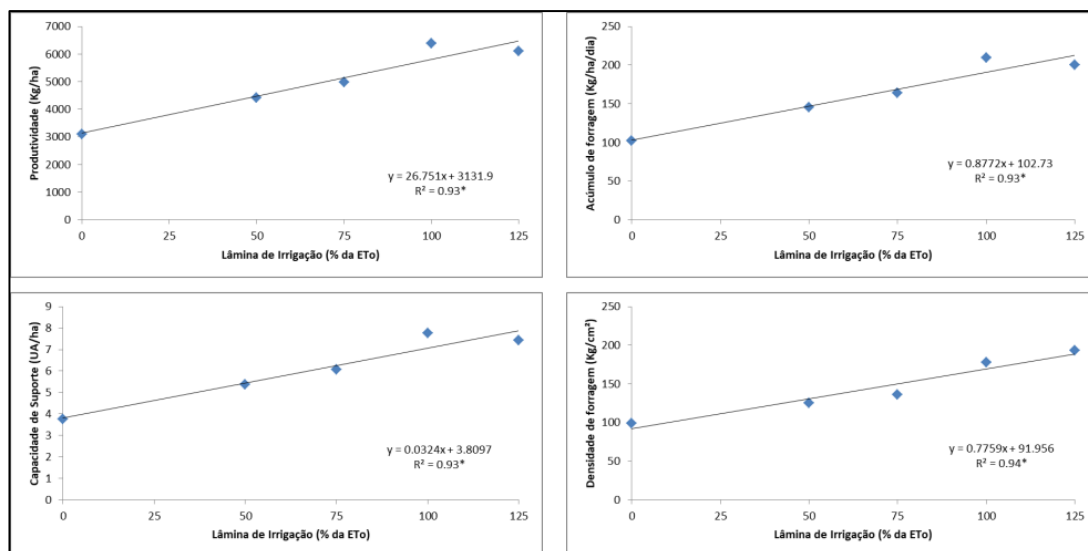 Produtividade (Kg/ha)
7000
6000
5000
4000
3000
2000
1000
0
y = 26.751x + 3131.9
R² = 0.93*
0 25 50 75 100 125
Lâmina de Irrigação (% da ETo)
Acúmulo de forragem (Kg/ha/dia)
250
200
150
100
50
0
y = 0.8772x + 102.73
R² = 0.93*
0 25 50 75 100 125
Lâmina de Irrigação (% da ETo)
Capacidade de Suporte (UA/ha)
9
8
7
6
5
4
3
2
1
0
y = 0.0324x + 3.8097
R² = 0.93*
0 25 50 75 100 125
Lâmina de Irrigação (% da ETo)
Densidade de forragem (Kg/cm²)
250
200
150
100
50
0
y = 0.7759x + 91.956
R² = 0.94*
0 25 50 75 100 125
Lâmina de Irrigação (% da ETo)